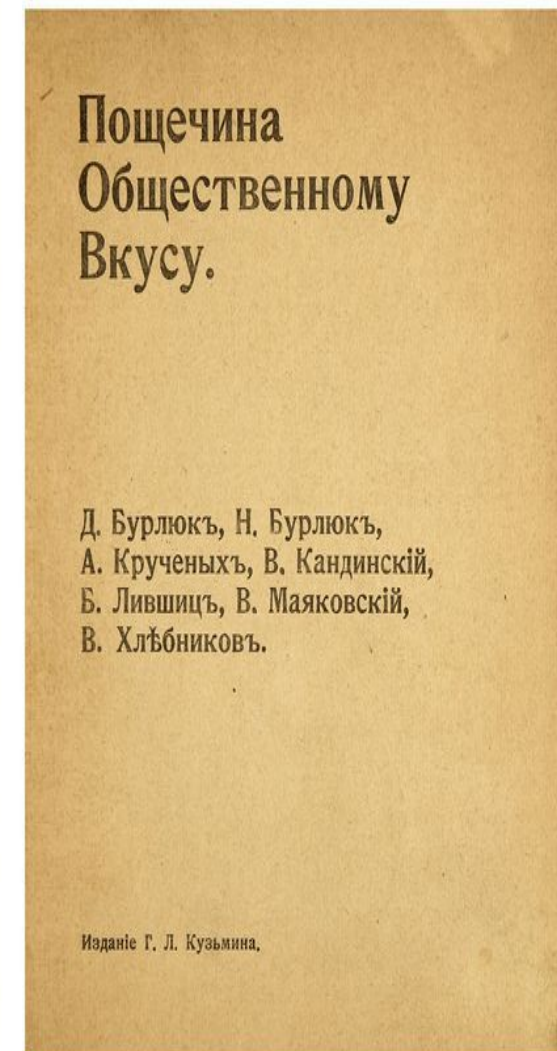 Пощечина
Общественному
Вкусу.
Д. Бурлюкъ, Н. Бурлюкъ,
А. Крученыхъ, В. Кандинскій,
Б. Лившицъ, В. Маяковскій,
В. Хлѣбниковъ.
Изданіе Г. Л. Кузьмина.